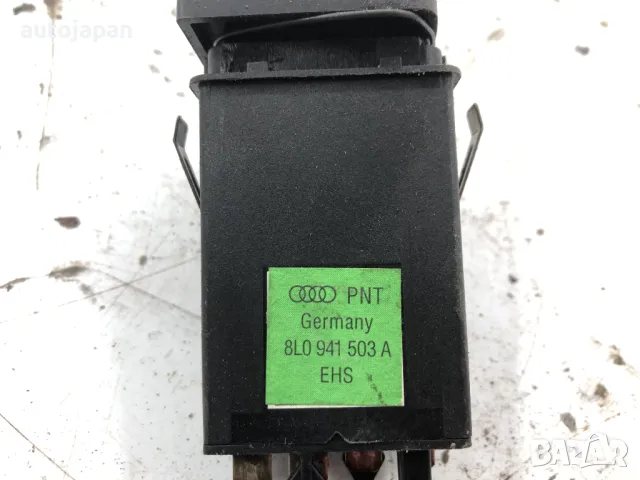 autojapan
PNT
Germany
8L0 941 503 A
EHS
BAZAR